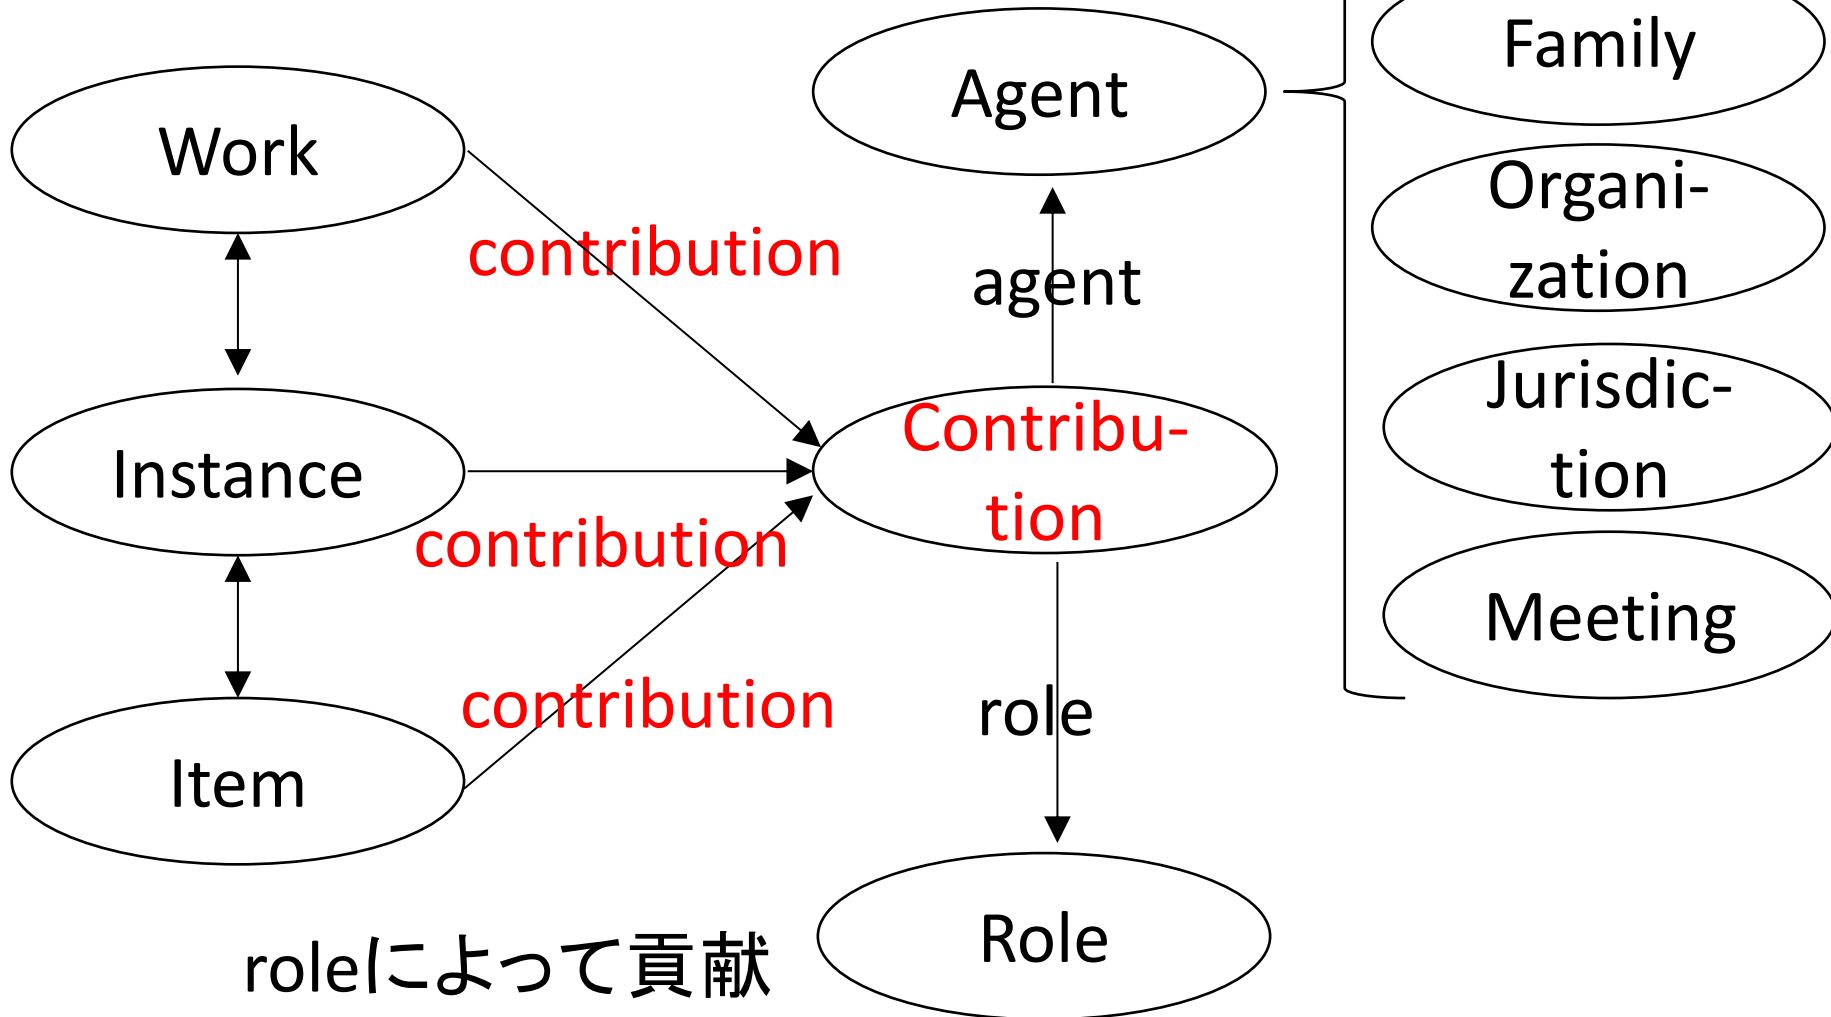 Work
Instance
Item
contribution
contribution
contribution
Agent
agent
Contribu-
tion
role
Role
Family
Organi-
zation
Jurisdic-
tion
Meeting
roleによって貢献